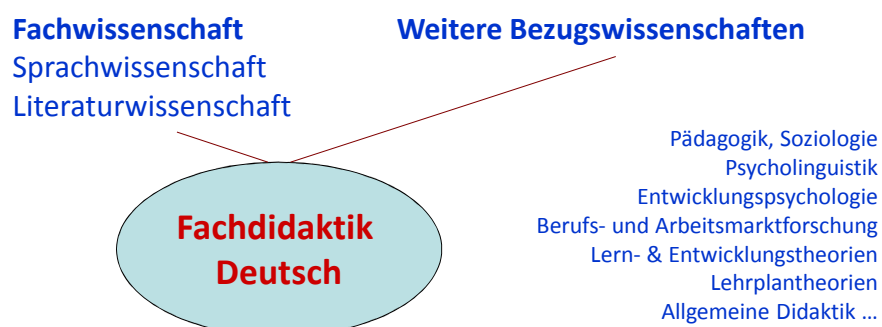 Fachwissenschaft
Sprachwissenschaft
Literaturwissenschaft
Weitere Bezugswissenschaften
Pädagogik, Soziologie
Psycholinguistik
Entwicklungspsychologie
Berufs- und Arbeitsmarktforschung
Lern- & Entwicklungstheorien
Lehrplantheorien
Allgemeine Didaktik ...
Fachdidaktik
Deutsch